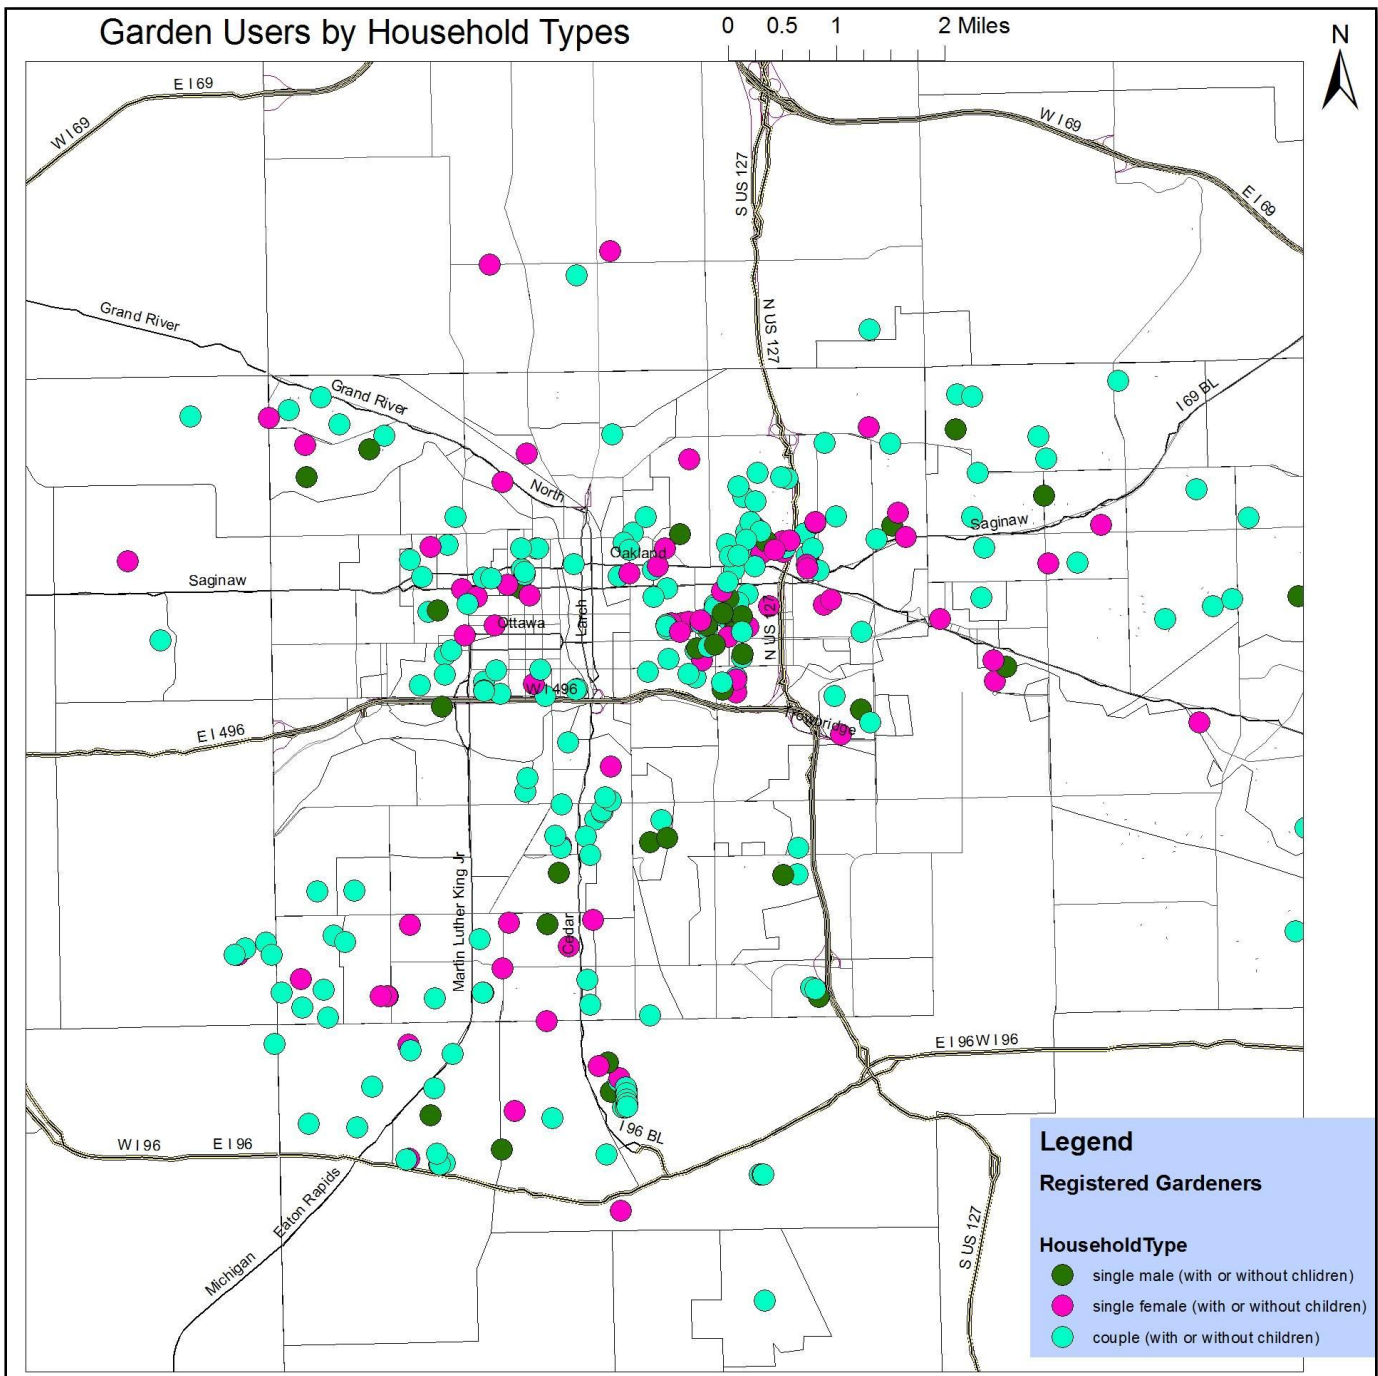 Garden Users by Household Types
0 0.5 1 2 Miles
N
E I 69
W I 69
W I 69
E I 69
S US 127
N US 127
Grand River
Grand River
I 69 BL
North
Saginaw
Oakland
Saginaw
Larch
Ottawa
N US 127
W I 496
E I 496
Trowbridge
Martin Luther King Jr
Cedar
E I 96 W I 96
I 96 BL
W I 96
E I 96
Eaton Rapids
Michigan
S US 127
Legend
Registered Gardeners
HouseholdType
single male (with or without chlidren)
single female (with or without children)
couple (with or without children)